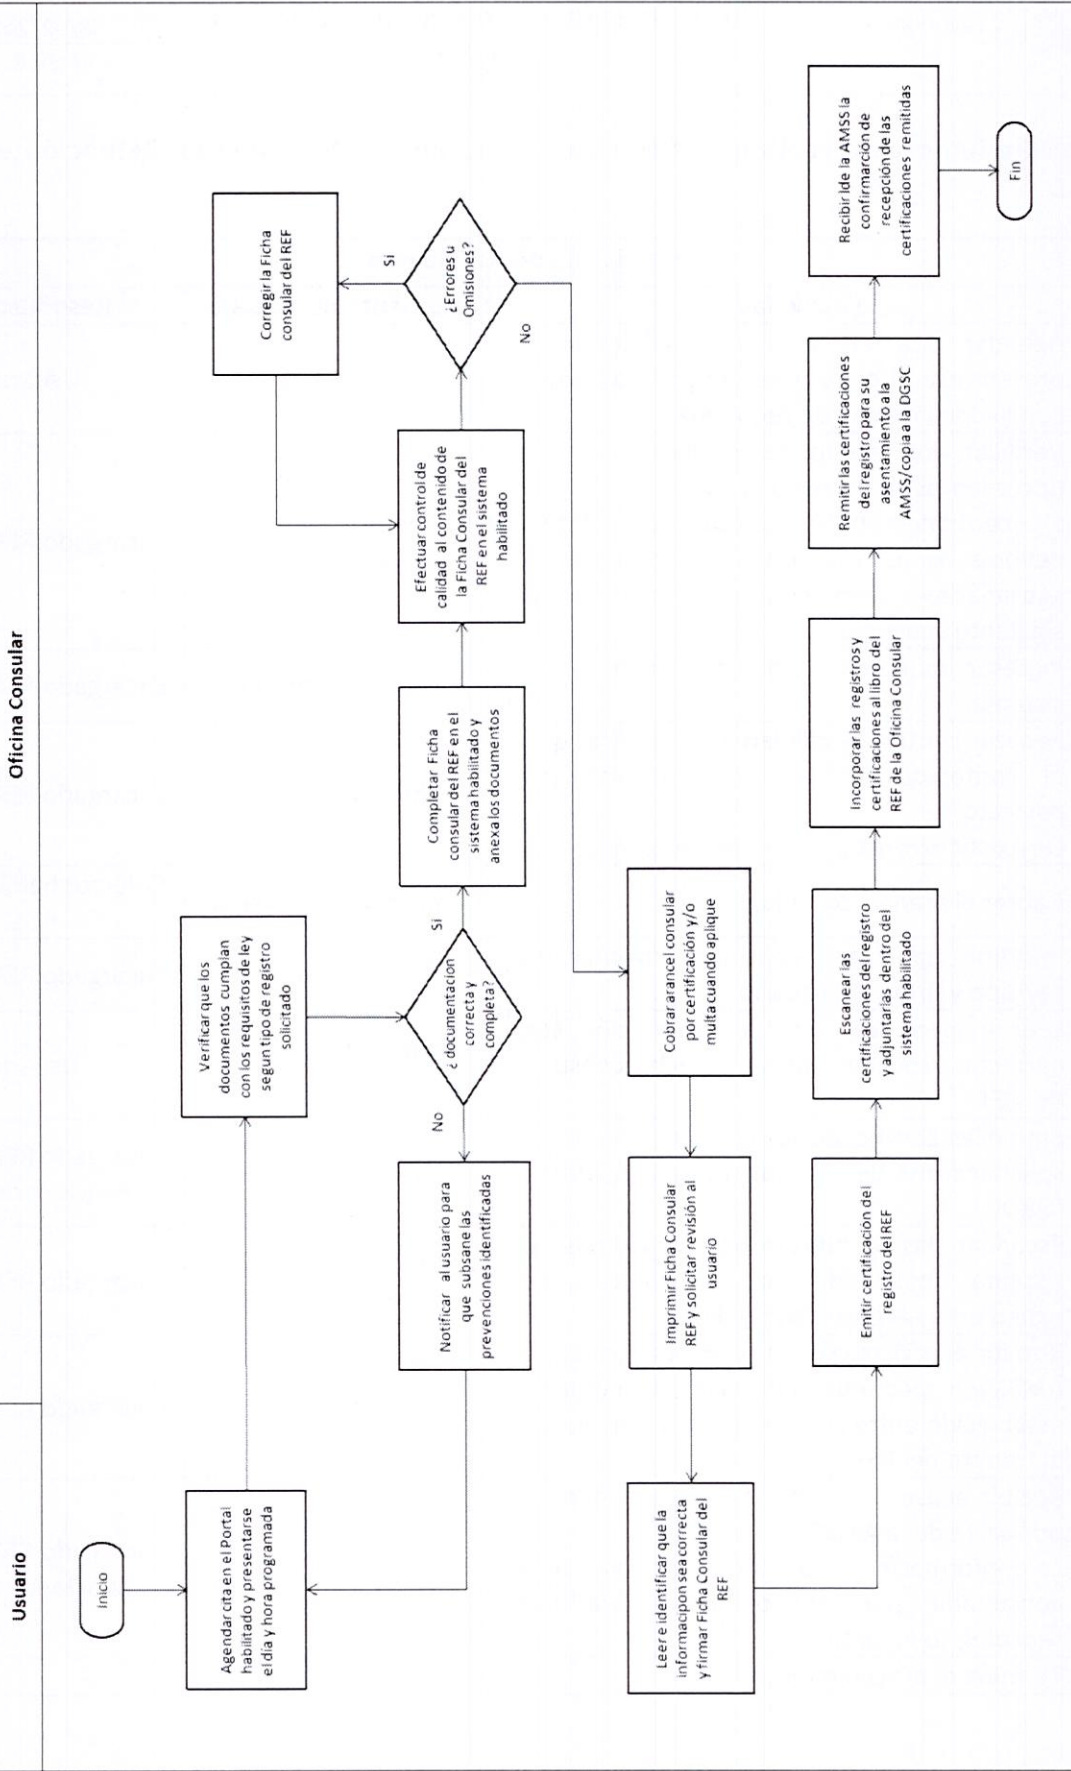 Usuario
Oficina Consular
Inicio
Agendar cita en el Portal
habilitado y presentarse
el día y hora programada
Verificar que los
documentos cumplan
con los requisitos de ley
segun tipo de registro
solicitado
¿documentacion
correcta y
completa?
No
Si
Notificar al usuario para
que subsane las
prevenciones identificadas
Completar Ficha
consular del REF en el
sistema habilitado y
anexa los documentos
Efectuar control de
calidad al contenido de
la Ficha Consular del
REF en el sistema
habilitado
¿Errores u
Omisiones?
Si
No
Corregir la Ficha
consular del REF
Cobrar arancel consular
por certificación y/o
multa cuando aplique
Imprimir Ficha Consular
REF y solicitar revisión al
usuario
Leer e identificar que la
informacipon sea correcta
y firmar Ficha Consular del
REF
Emitir certificación del
registro del REF
Escanear las
certificaciones del registro
y adjuntarlas dentro del
sistema habilitado
Incorporar las registros y
certificaciones al libro del
REF de la Oficina Consular
Remitir las certificaciones
del registro para su
asentamiento a la
AMSS/copia a la DGSC
Recibir lde la AMSS la
confirmarción de
recepción de las
certificaciones remitidas
Fin